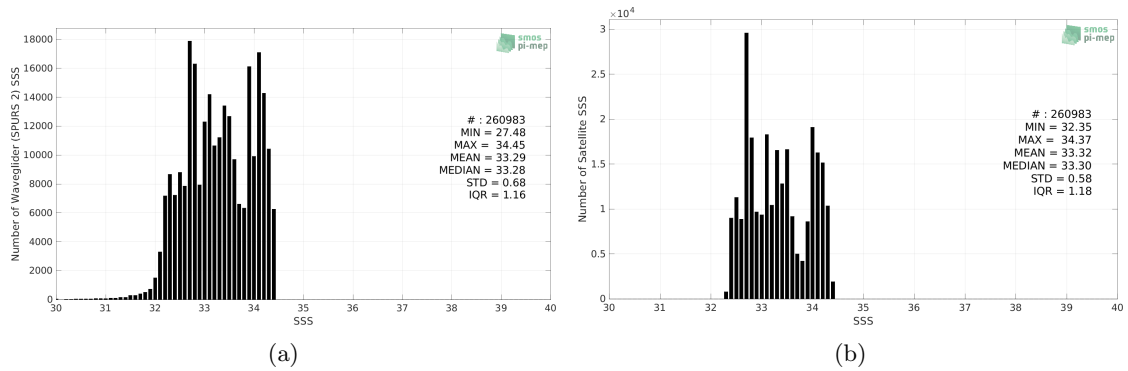 18000
16000
14000
12000
10000
8000
6000
4000
2000
0
Number of Waveglider (SPURS 2) SSS
30 31 32 33 34 35 36 37 38 39 40
SSS
smos
pi-mep
# : 260983
MIN = 27.48
MAX = 34.45
MEAN = 33.29
MEDIAN = 33.28
STD = 0.68
IQR = 1.16
(a)
×10⁴
3
2.5
2
1.5
1
0.5
0
Number of Satellite SSS
30 31 32 33 34 35 36 37 38 39 40
SSS
smos
pi-mep
# : 260983
MIN = 32.35
MAX = 34.37
MEAN = 33.32
MEDIAN = 33.30
STD = 0.58
IQR = 1.18
(b)